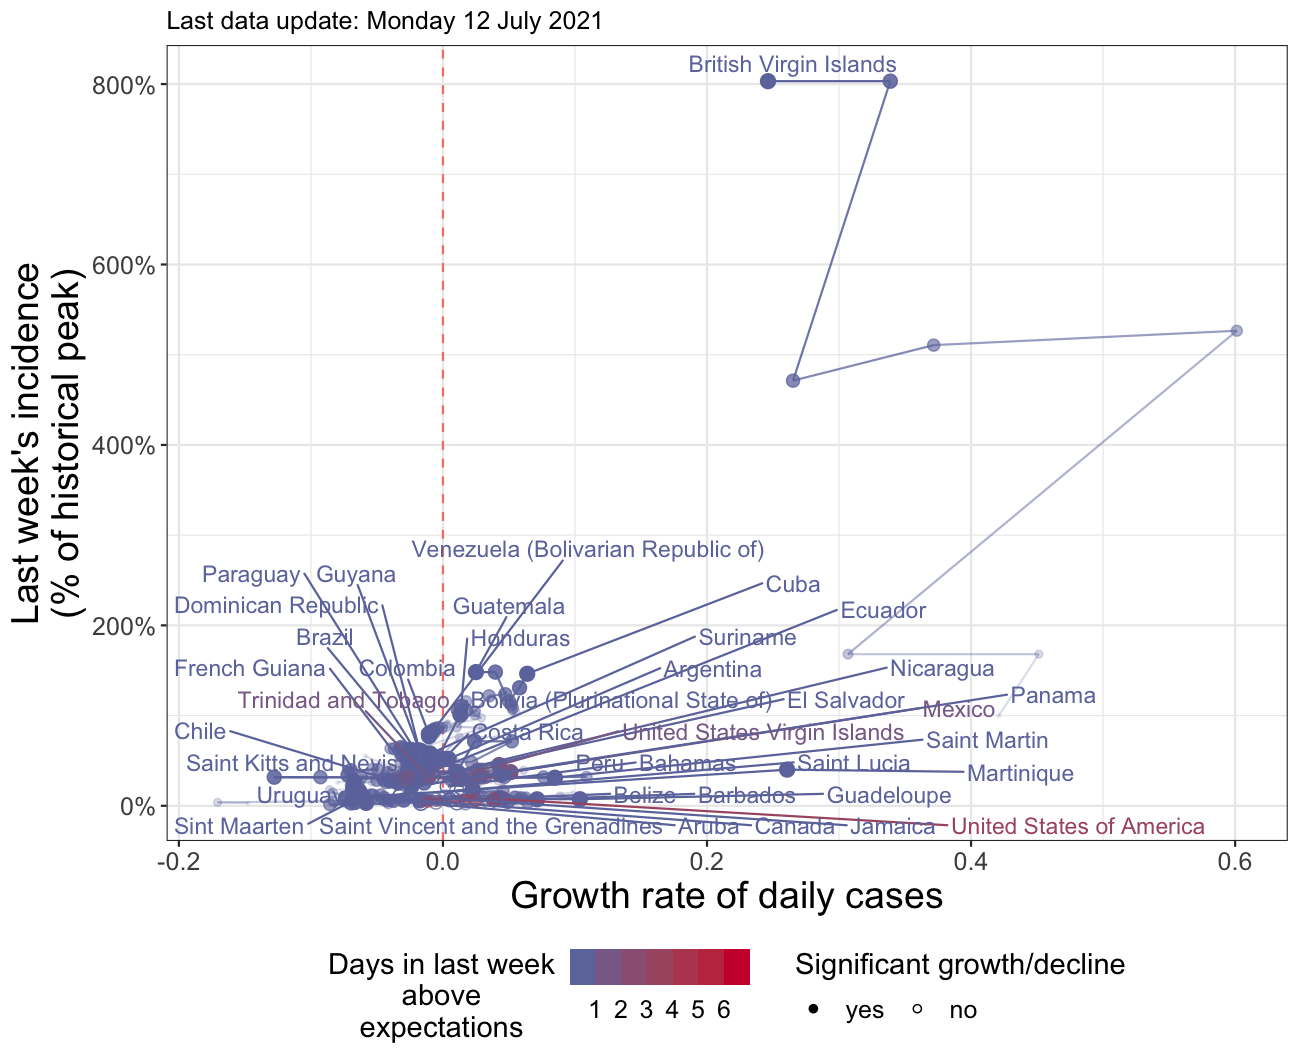 Last data update: Monday 12 July 2021
British Virgin Islands
800%
600%
400%
200%
0%
Last week's incidence
(% of historical peak)
Venezuela (Bolivarian Republic of)
Paraguay
Guyana
Cuba
Dominican Republic
Guatemala
Ecuador
Brazil
Honduras
Suriname
French Guiana
Colombia
Argentina
Nicaragua
Trinidad and Tobago
Bolivia (Plurinational State of)
El Salvador
Panama
Mexico
Chile
Costa Rica
United States Virgin Islands
Saint Martin
Saint Kitts and Nevis
Peru
Bahamas
Saint Lucia
Martinique
Uruguay
Belize
Barbados
Guadeloupe
Sint Maarten
Saint Vincent and the Grenadines
Aruba
Canada
Jamaica
United States of America
-0.2
0.0
0.2
0.4
0.6
Growth rate of daily cases
Days in last week
above
expectations
1 2 3 4 5 6
Significant growth/decline
yes
no